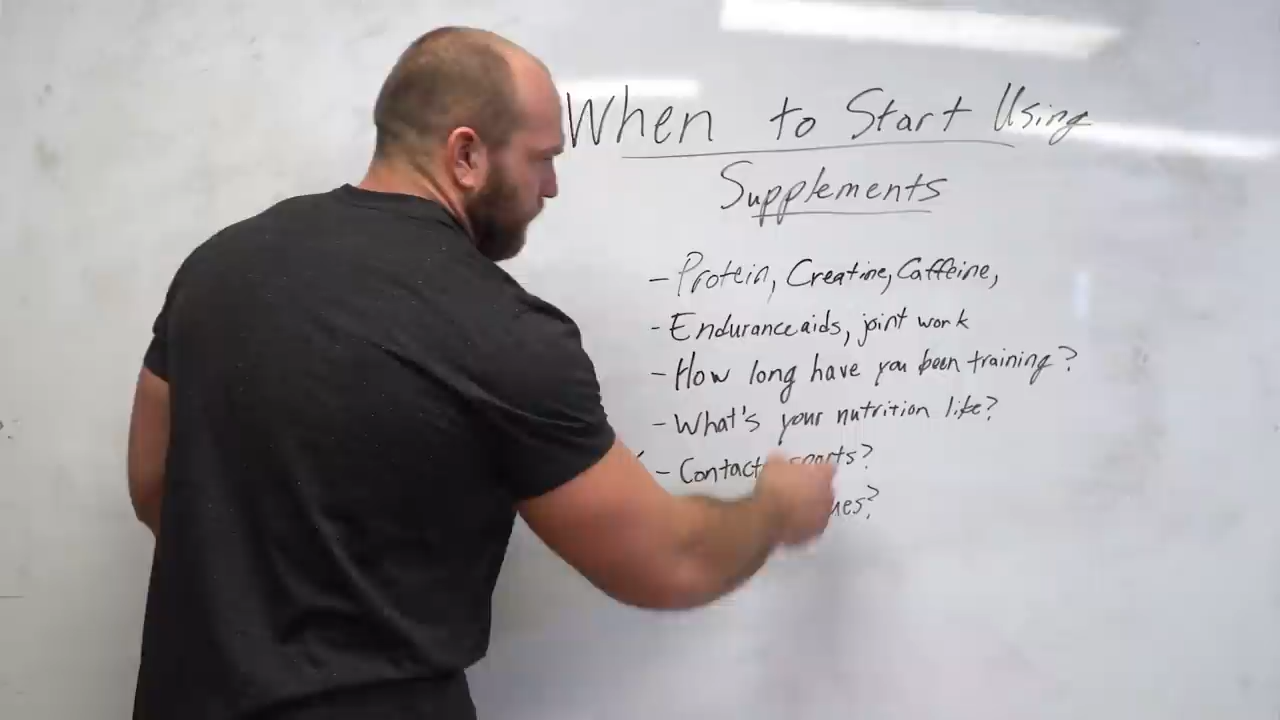 When to Start Using
Supplements
- Protein, Creatine, Caffeine,
- Endurance aids, joint work
- How long have you been training?
- What's your nutrition like?
- Contact sports?